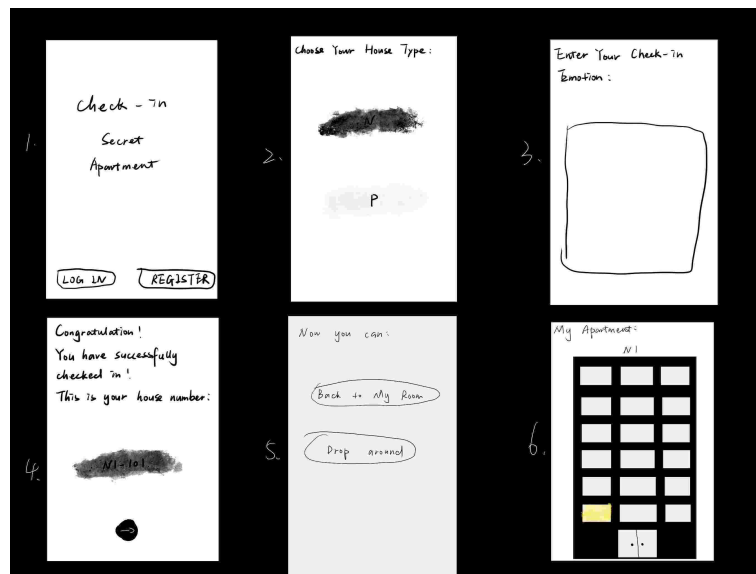 1.
Check-in
Secret
Apartment
LOG IN
REGISTER
2.
Choose Your House Type:
N
P
3.
Enter Your Check-in
Emotion:
4.
Congratulation!
You have successfully
checked in!
This is your house number:
N1-101
→
5.
Now you can:
Back to My Room
Drop around
6.
My Apartment:
N1